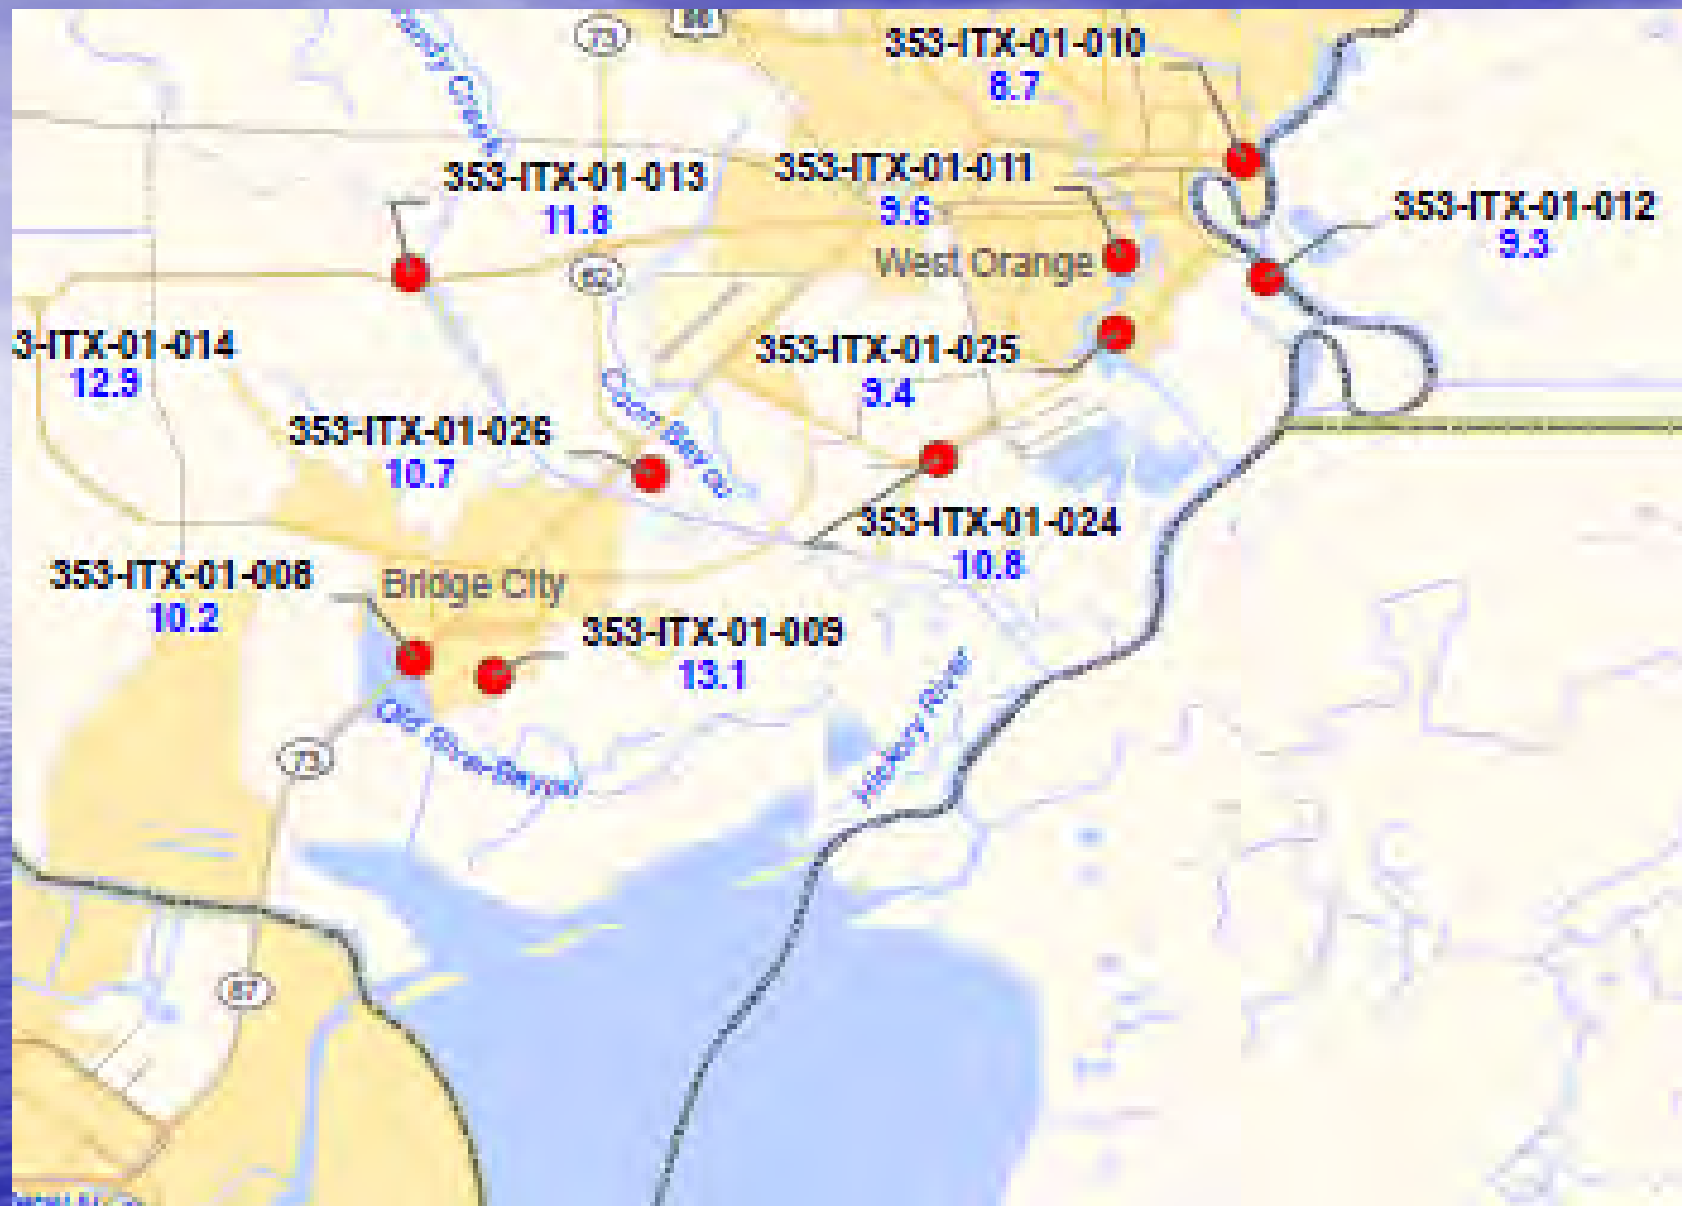 73
353-ITX-01-010
8.7
353-ITX-01-013
11.8
353-ITX-01-011
9.6
353-ITX-01-012
9.3
West Orange
62
3-ITX-01-014
12.9
353-ITX-01-025
9.4
Coon Bayou
353-ITX-01-026
10.7
353-ITX-01-024
10.8
353-ITX-01-008
10.2
Bridge City
353-ITX-01-009
13.1
Hickory River
Old River Bayou
73
87